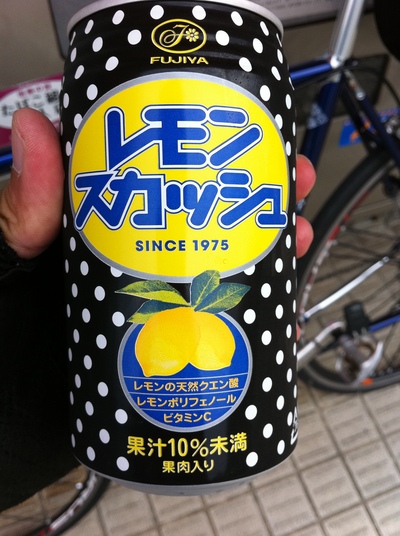 FUJIYA
レモン
スカッシュ
SINCE 1975
レモンの天然クエン酸
レモンポリフェノール
ビタミンC
果汁10%未満
果肉入り